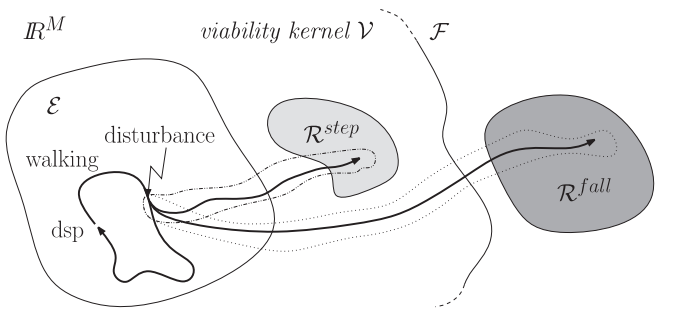 ℝ^M
viability kernel 𝒱
ℱ
ℰ
disturbance
ℛ^step
walking
ℛ^fall
dsp